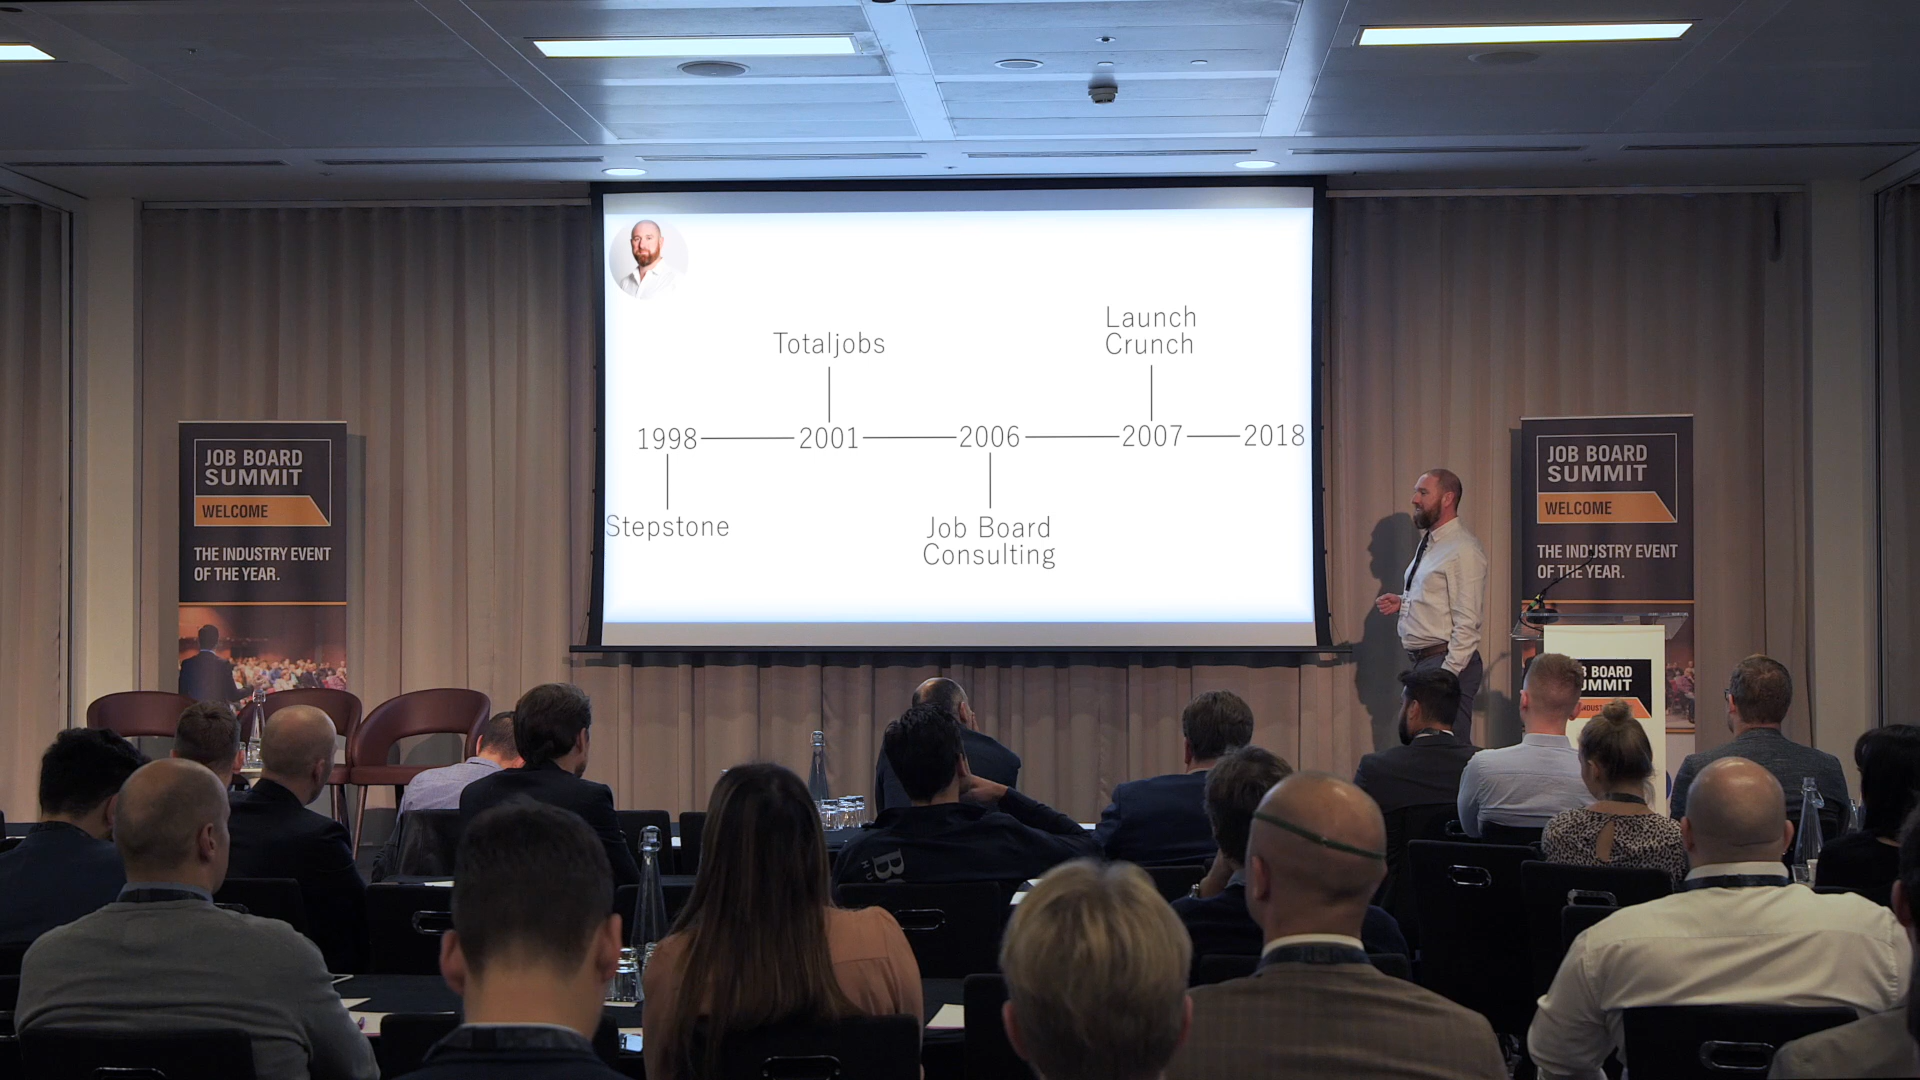 Launch
Crunch
Totaljobs
1998 2001 2006 2007 2018
Stepstone
Job Board
Consulting
JOB BOARD
SUMMIT
WELCOME
THE INDUSTRY EVENT
OF THE YEAR.
JOB BOARD
SUMMIT
WELCOME
THE INDUSTRY EVENT
OF THE YEAR.
BOARD